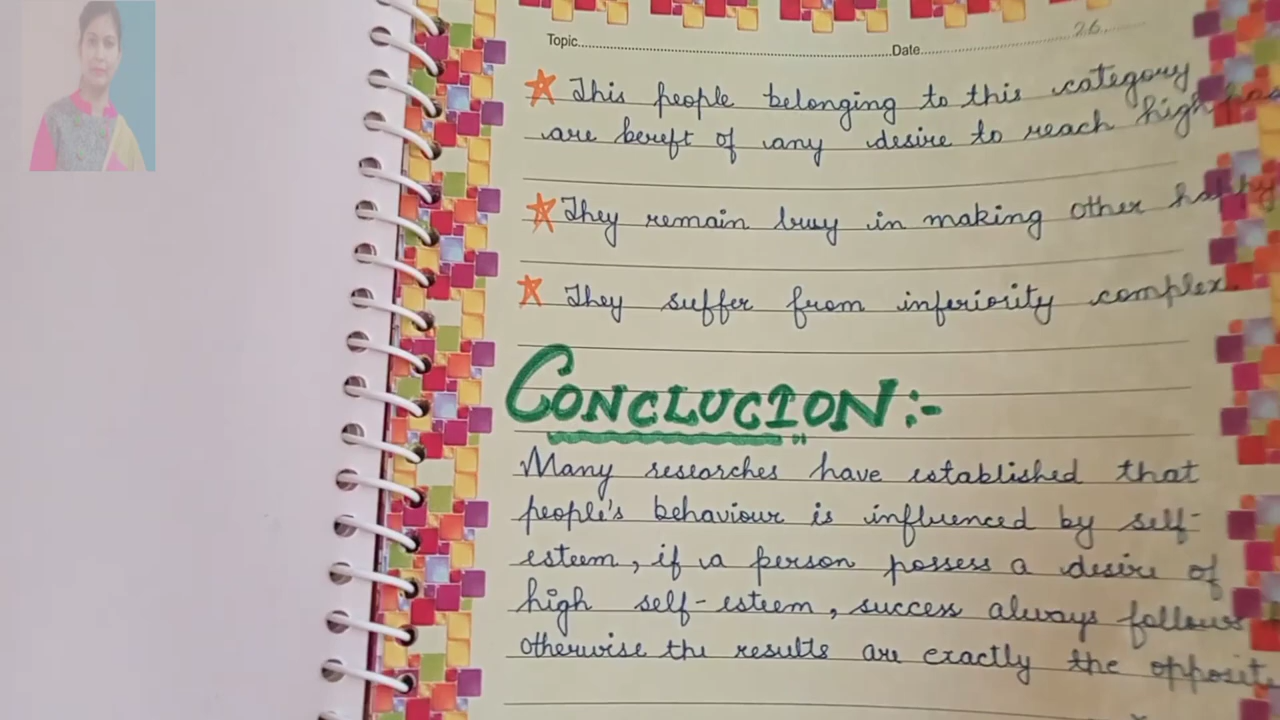 Topic.......... Date..........26..........
This people belonging to this category
are bereft of any desire to reach high
They remain busy in making other happy
They suffer from inferiority complex.
CONCLUCION:-
Many researches have established that
people's behaviour is influenced by self-
esteem, if a person possess a desire of
high self-esteem, success always follows
otherwise the results are exactly the opposite